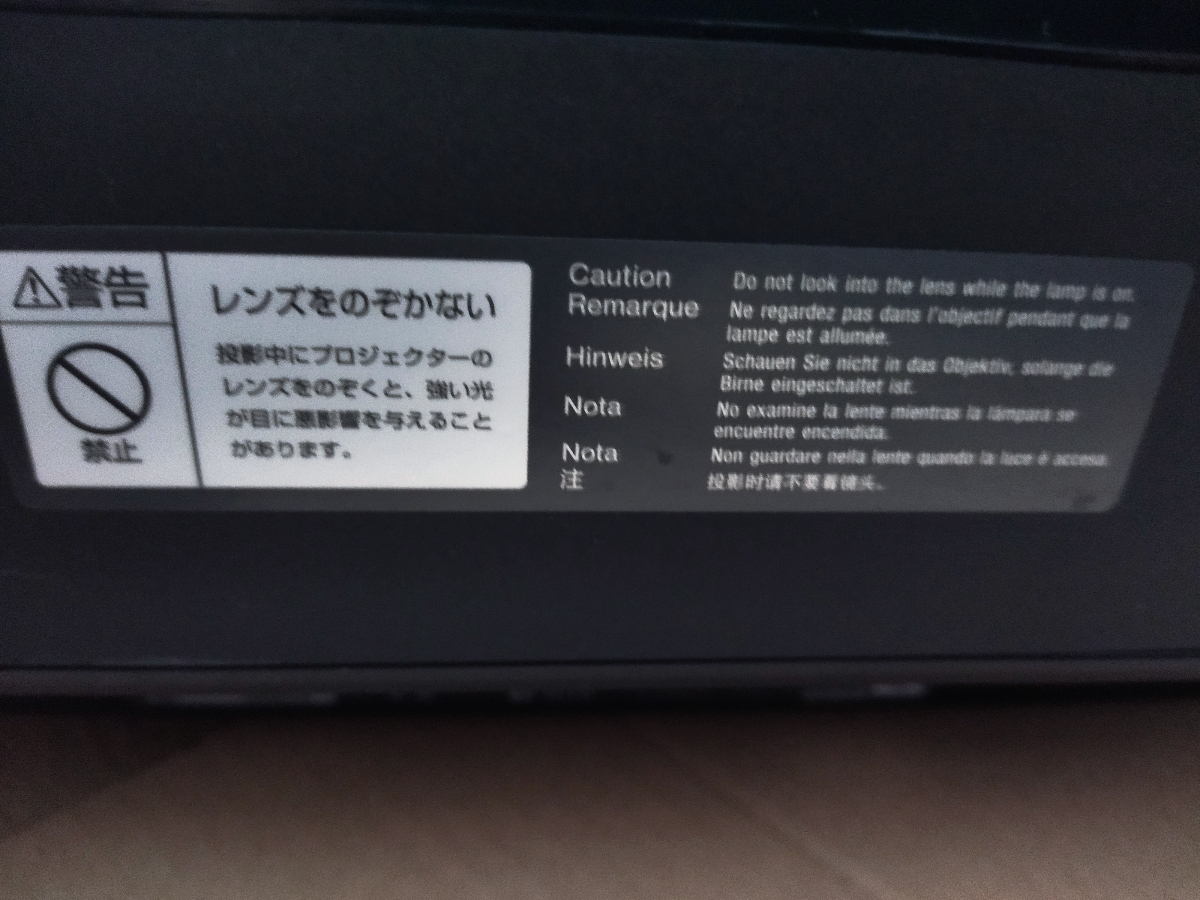 ⚠警告
禁止
レンズをのぞかない
投影中にプロジェクターの
レンズをのぞくと、強い光
が目に悪影響を与えること
があります。
Caution Do not look into the lens while the lamp is on.
Remarque Ne regardez pas dans l'objectif pendant que la
lampe est allumée.
Hinweis Schauen Sie nicht in das Objektiv, solange die
Birne eingeschaltet ist.
Nota No examine la lente mientras la lámpara se
encuentre encendida.
Nota Non guardare nella lente quando la luce è accesa.
注 投影时请不要看镜头。